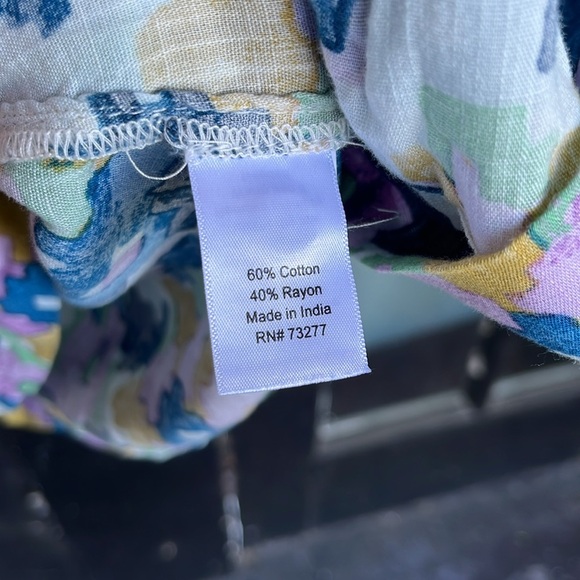 60% Cotton
40% Rayon
Made in India
RN# 73277